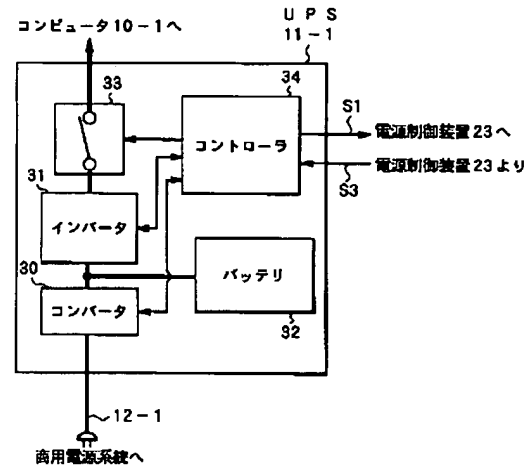 コンピュータ10-1へ
UPS
11-1
33
34
コントローラ
S1
電源制御装置23へ
電源制御装置23より
S3
31
インバータ
30
コンバータ
バッテリ
32
12-1
商用電源系統へ